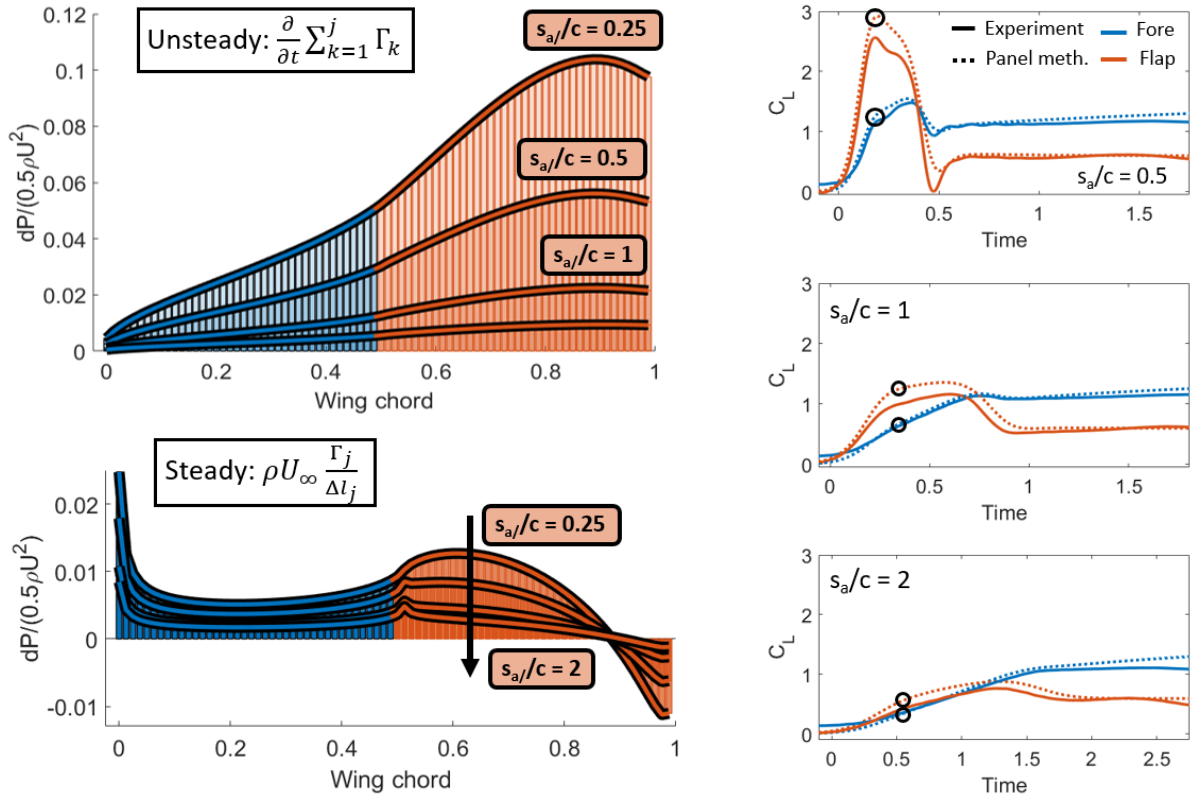 Unsteady: ∂/∂t ∑_{k=1}^{j} Γ_k
s_a/c = 0.25
s_a/c = 0.5
s_a/c = 1
dP/(0.5ρU²)
0.12
0.1
0.08
0.06
0.04
0.02
0
0 0.2 0.4 0.6 0.8 1
Wing chord
Steady: ρU_∞ Γ_j/Δl_j
s_a/c = 0.25
s_a/c = 2
dP/(0.5ρU²)
0.02
0.01
0
-0.01
0 0.2 0.4 0.6 0.8 1
Wing chord
Experiment Fore
Panel meth. Flap
C_L
3
2
1
0
s_a/c = 0.5
0 0.5 1 1.5
Time
s_a/c = 1
C_L
3
2
1
0
0 0.5 1 1.5
Time
s_a/c = 2
C_L
3
2
1
0
0 0.5 1 1.5 2 2.5
Time